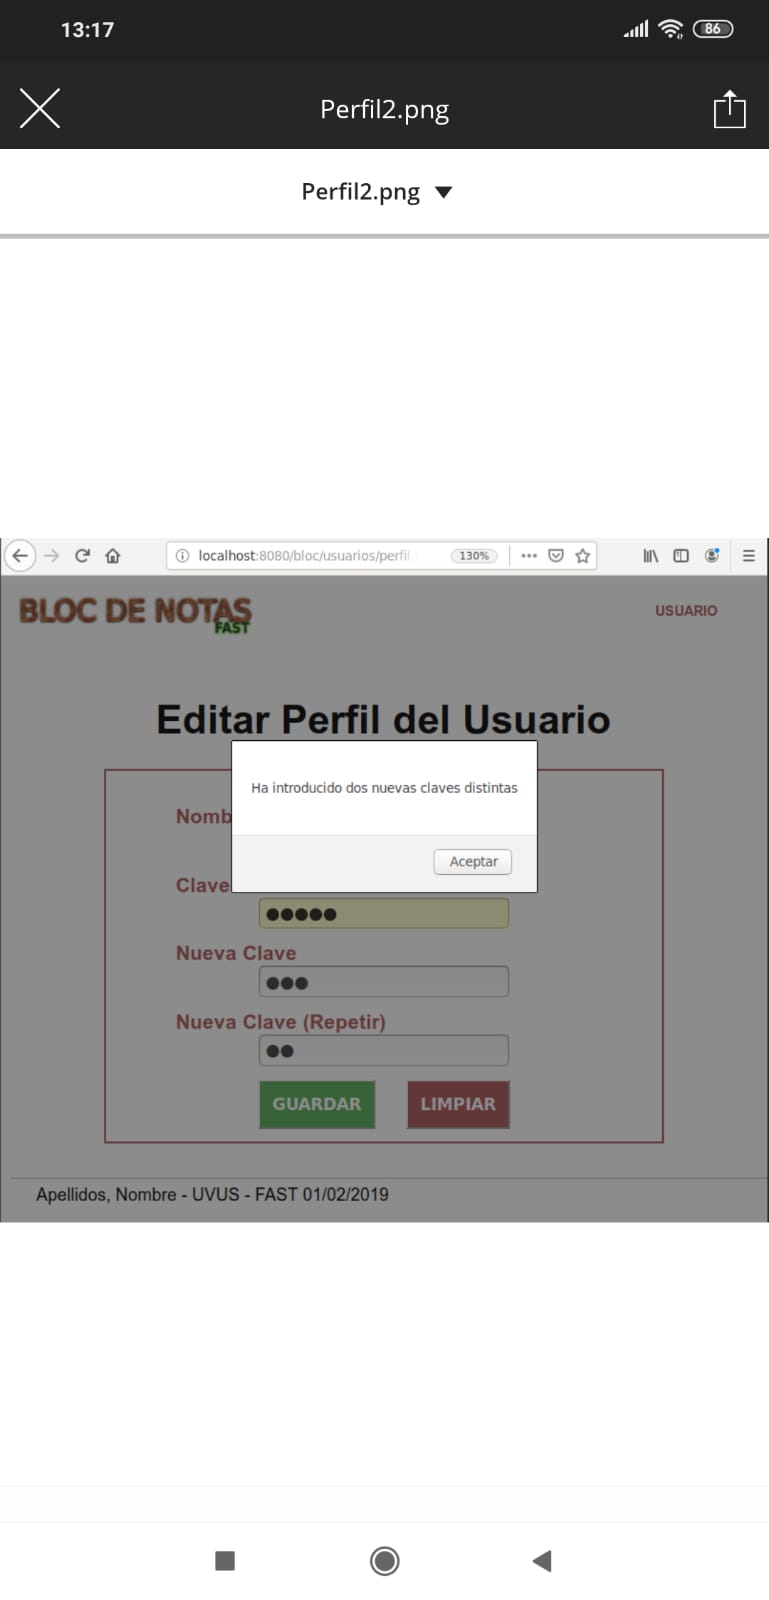 13:17
86
Perfil2.png
Perfil2.png
localhost:8080/bloc/usuarios/perfil
130%
BLOC DE NOTAS
FAST
USUARIO
Editar Perfil del Usuario
Ha introducido dos nuevas claves distintas
Aceptar
Nomb
Clave
Nueva Clave
Nueva Clave (Repetir)
GUARDAR
LIMPIAR
Apellidos, Nombre - UVUS - FAST 01/02/2019